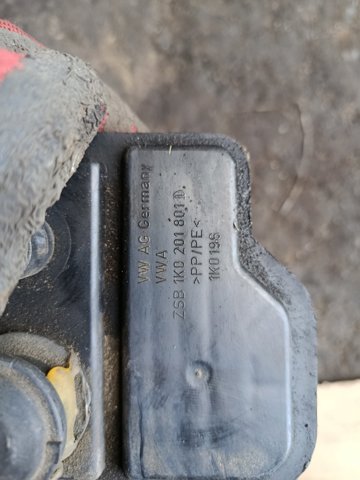 VW AG Germany
VWA
ZSB 1K0 201 801 D
>PP/PE<
1K0196